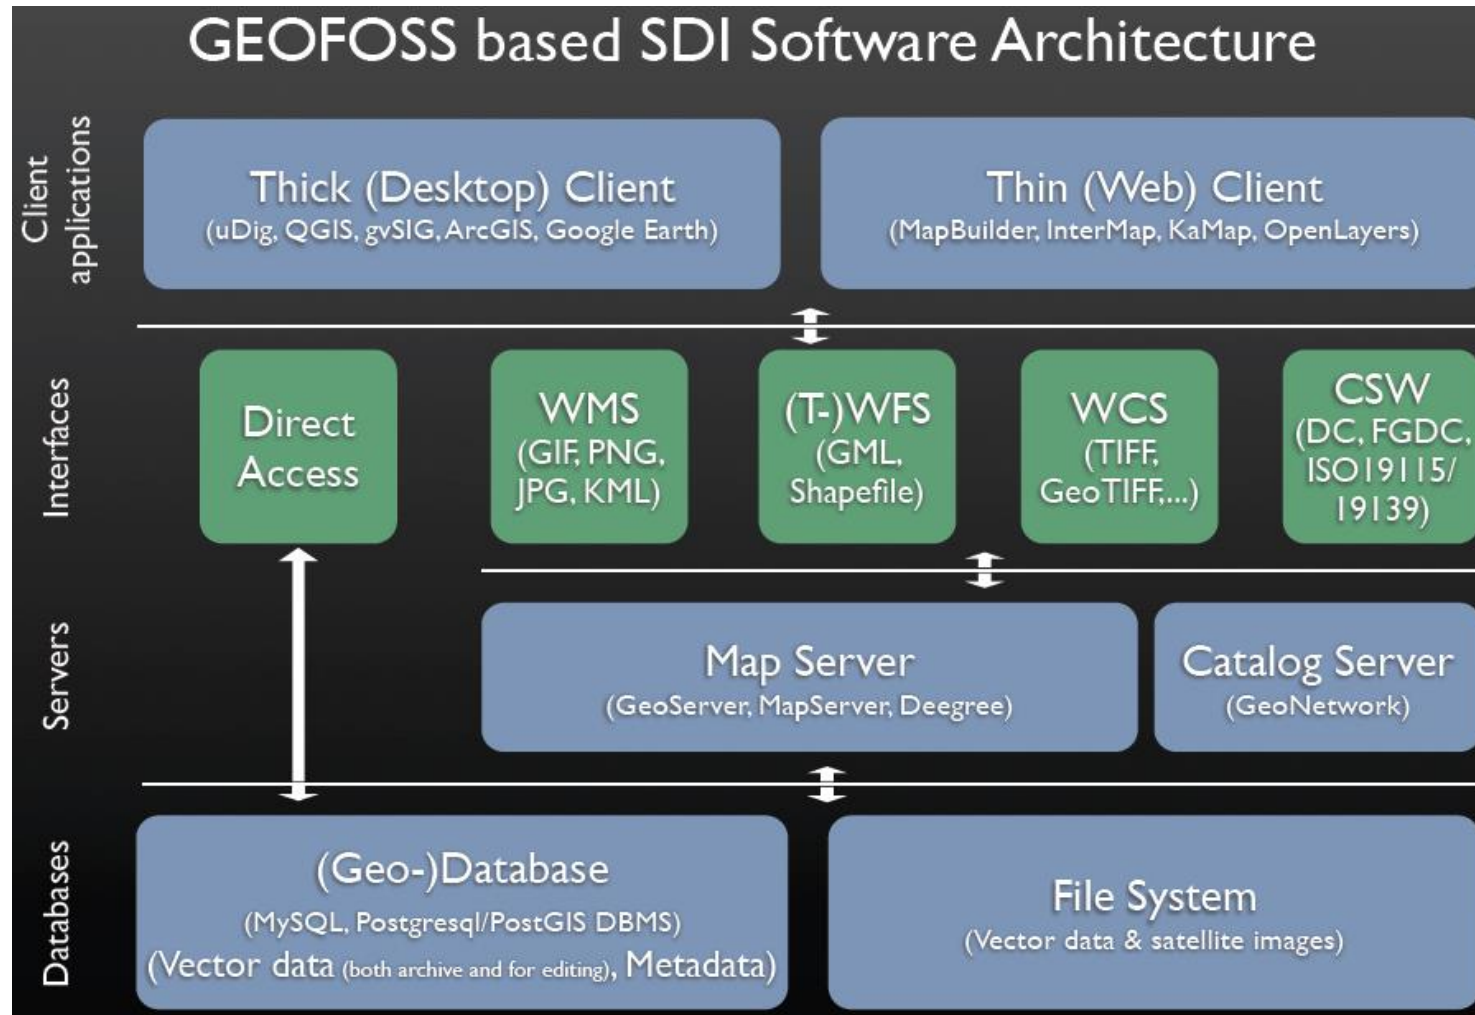 GEOFOSS based SDI Software Architecture
Client
applications
Thick (Desktop) Client
(uDig, QGIS, gvSIG, ArcGIS, Google Earth)
Thin (Web) Client
(MapBuilder, InterMap, KaMap, OpenLayers)
Interfaces
Direct
Access
WMS
(GIF, PNG,
JPG, KML)
(T-)WFS
(GML,
Shapefile)
WCS
(TIFF,
GeoTIFF,...)
CSW
(DC, FGDC,
ISO19115/
19139)
Servers
Map Server
(GeoServer, MapServer, Deegree)
Catalog Server
(GeoNetwork)
Databases
(Geo-)Database
(MySQL, Postgresql/PostGIS DBMS)
(Vector data (both archive and for editing), Metadata)
File System
(Vector data & satellite images)